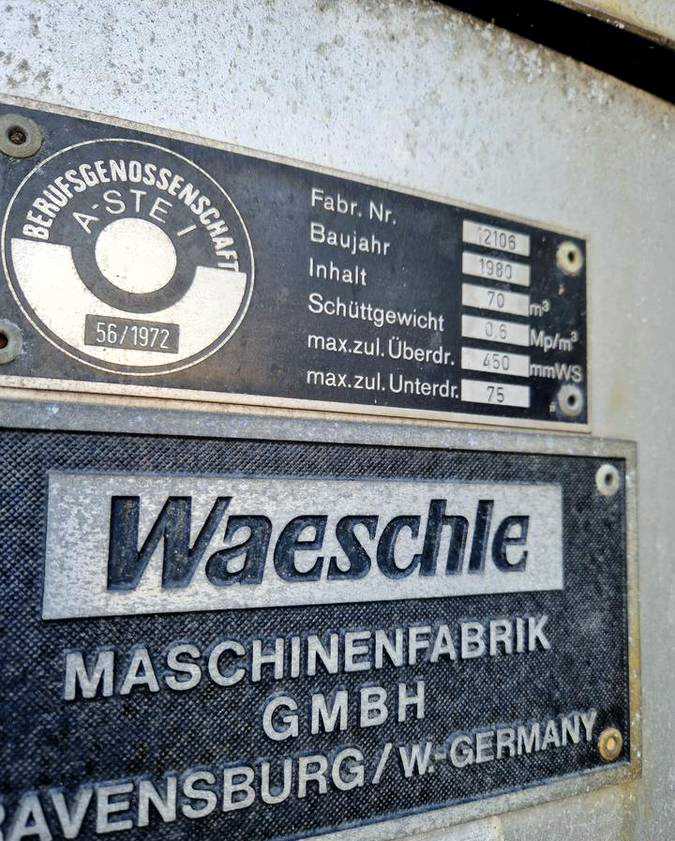 BERUFSGENOSSENSCHAFT
A-STE I
56/1972
Fabr. Nr. 12106
Baujahr 1980
Inhalt 70 m³
Schüttgewicht 0,6 Mp/m³
max.zul. Überdr. 450 mmWS
max.zul. Unterdr. 75
Waeschle
MASCHINENFABRIK
GMBH
RAVENSBURG/W.-GERMANY